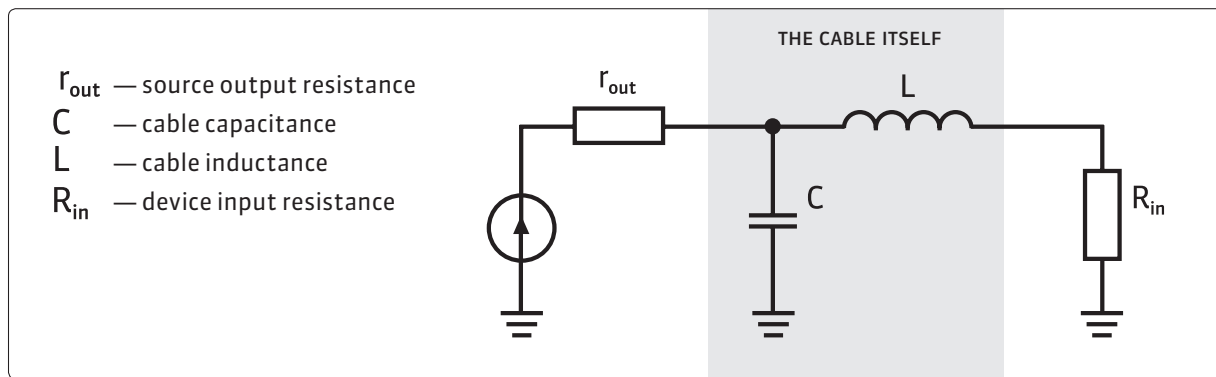 THE CABLE ITSELF
r_out — source output resistance
C — cable capacitance
L — cable inductance
R_in — device input resistance
r_out
L
C
R_in